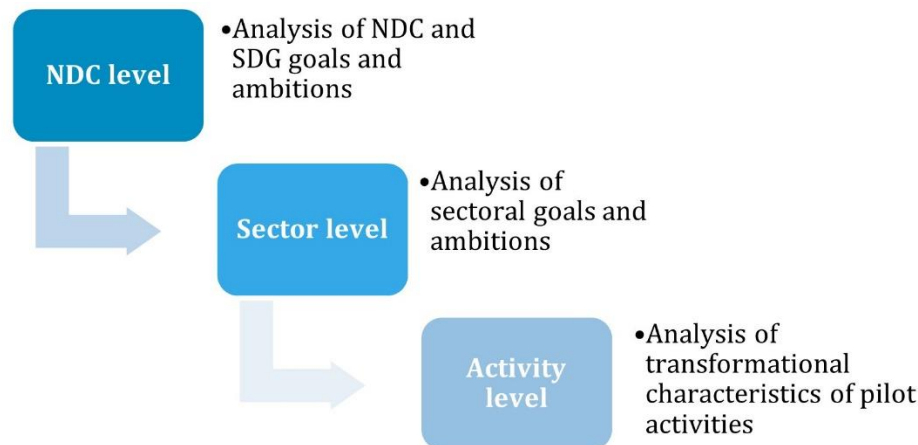 NDC level
•Analysis of NDC and
SDG goals and
ambitions
Sector level
•Analysis of
sectoral goals and
ambitions
Activity
level
•Analysis of
transformational
characteristics of pilot
activities